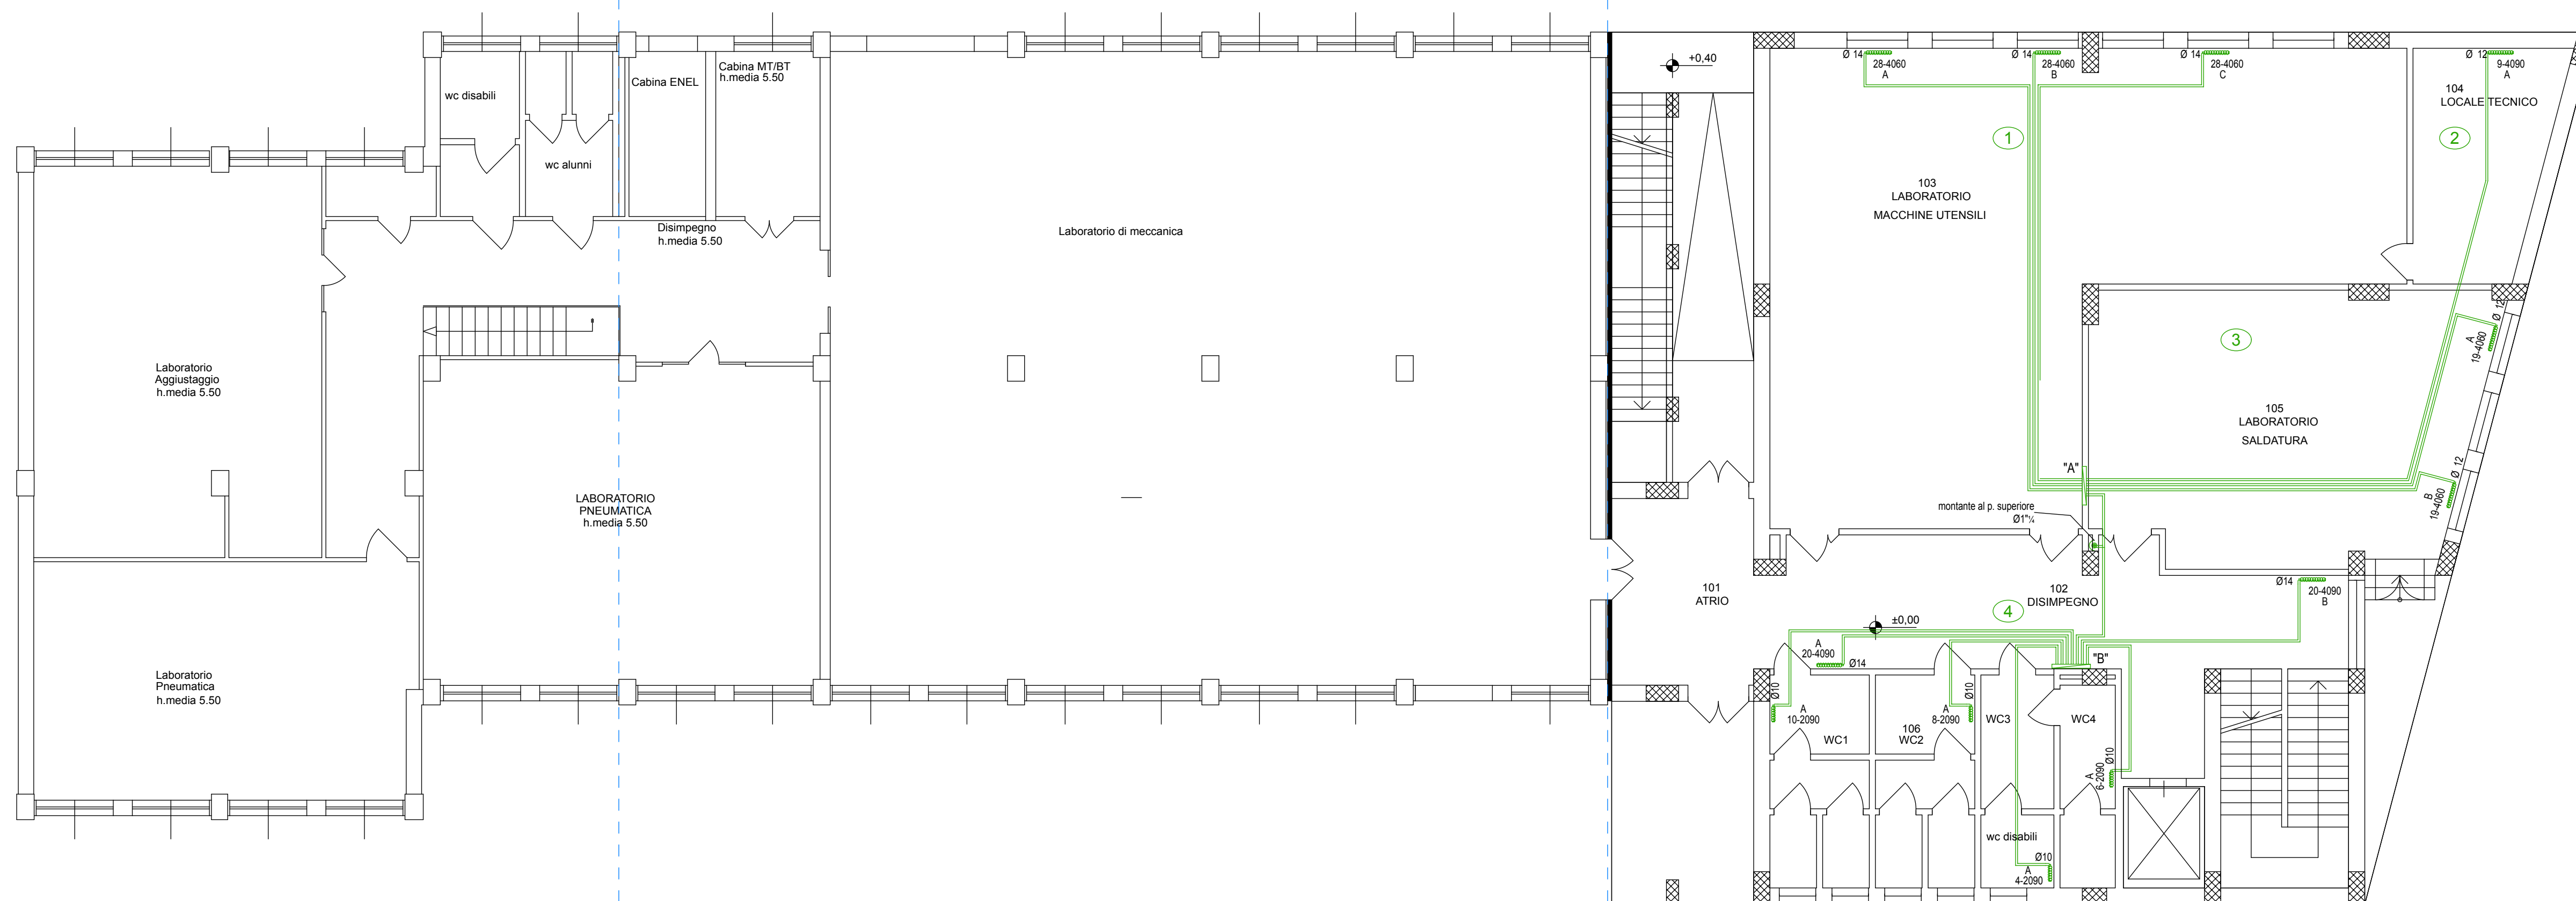 wc disabili
wc alunni
Cabina ENEL
Cabina MT/BT
h.media 5.50
Disimpegno
h.media 5.50
Laboratorio di meccanica
Laboratorio
Aggiustaggio
h.media 5.50
LABORATORIO
PNEUMATICA
h.media 5.50
Laboratorio
Pneumatica
h.media 5.50
+0,40
Ø 14
28-4060
A
Ø 14
28-4060
B
Ø 14
28-4060
C
Ø 12
9-4090
A
104
LOCALE TECNICO
1
2
103
LABORATORIO
MACCHINE UTENSILI
Ø 12
A
19-4060
3
105
LABORATORIO
SALDATURA
"A"
Ø 12
B
19-4060
montante al p. superiore
Ø1"¼
101
ATRIO
102
DISIMPEGNO
4
±0,00
Ø14
20-4090
B
A
20-4090
Ø14
"B"
Ø10
A
10-2090
WC1
Ø10
A
8-2090
106
WC2
WC3
WC4
Ø10
A
6-2090
wc disabili
Ø10
A
4-2090